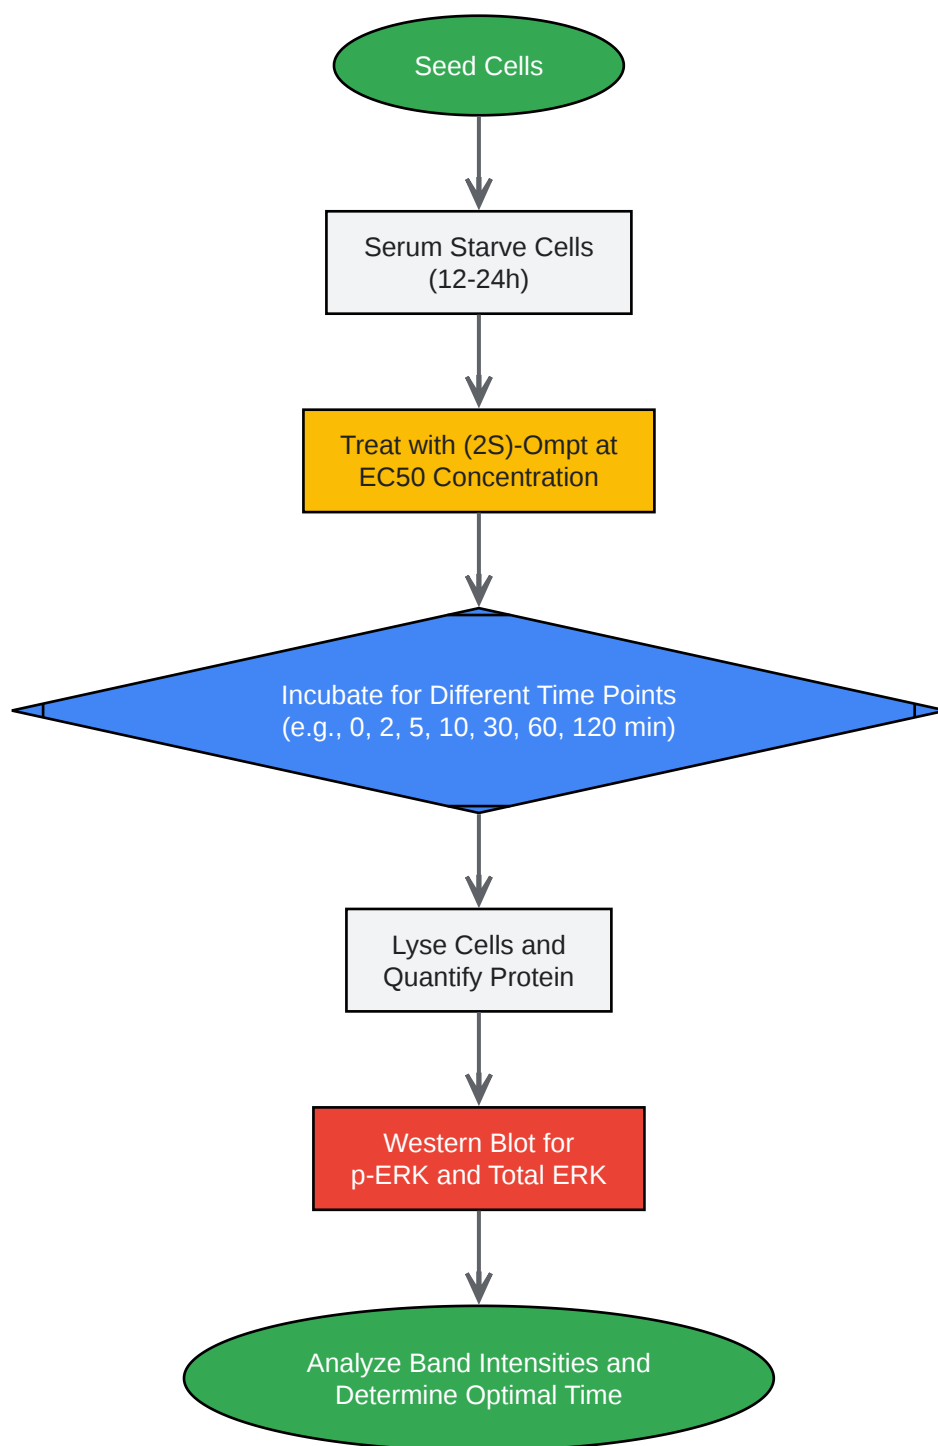 Seed Cells
Serum Starve Cells
(12-24h)
Treat with (2S)-Ompt at
EC50 Concentration
Incubate for Different Time Points
(e.g., 0, 2, 5, 10, 30, 60, 120 min)
Lyse Cells and
Quantify Protein
Western Blot for
p-ERK and Total ERK
Analyze Band Intensities and
Determine Optimal Time